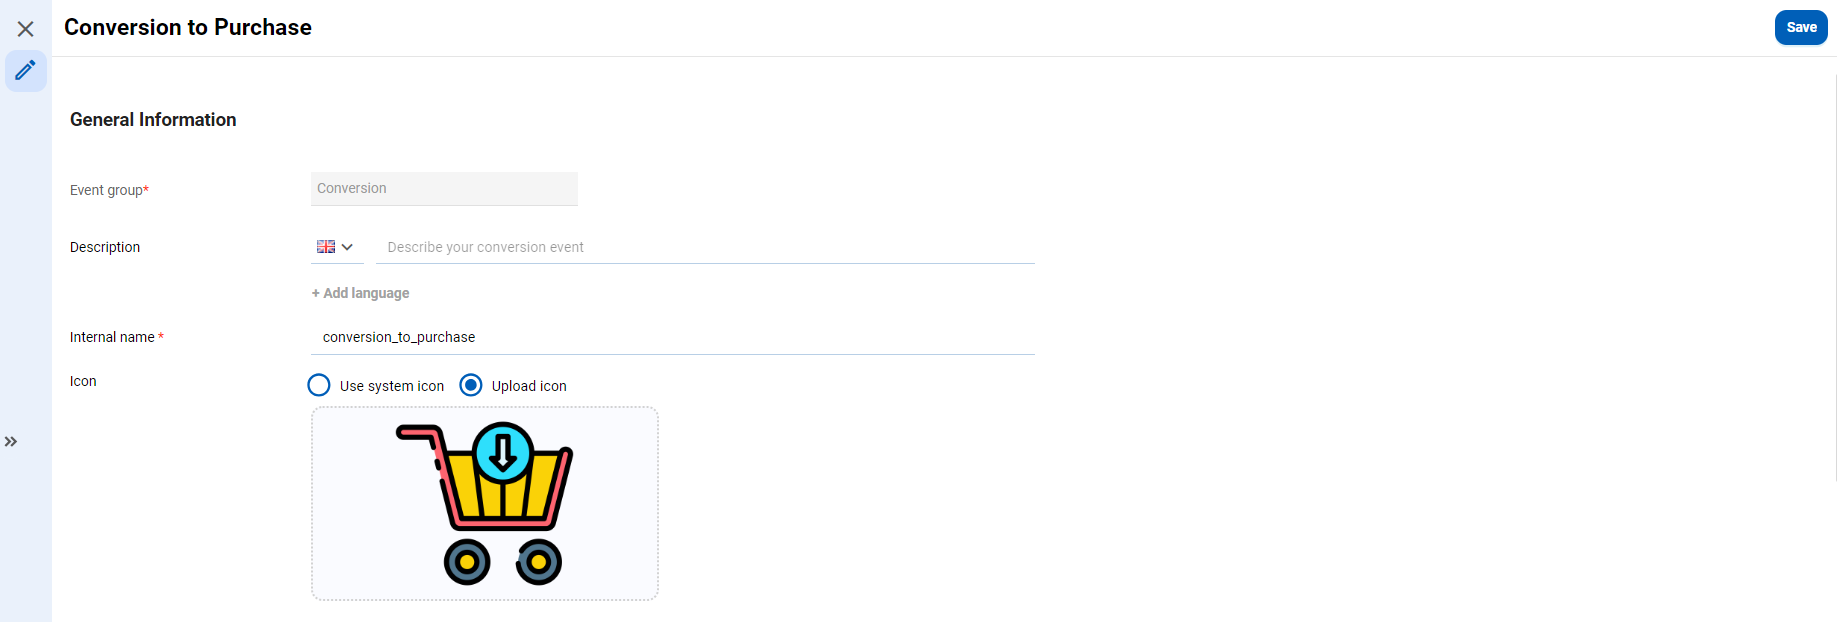 Conversion to Purchase
Save
General Information
Event group*
Conversion
Description
Describe your conversion event
+ Add language
Internal name *
conversion_to_purchase
Icon
Use system icon
Upload icon